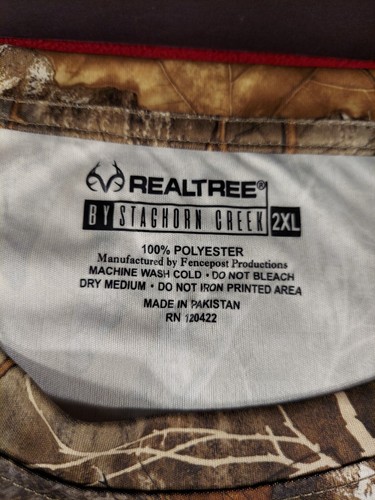 REALTREE®
BY STAGHORN CREEK 2XL
100% POLYESTER
Manufactured by Fencepost Productions
MACHINE WASH COLD • DO NOT BLEACH
DRY MEDIUM • DO NOT IRON PRINTED AREA
MADE IN PAKISTAN
RN 120422